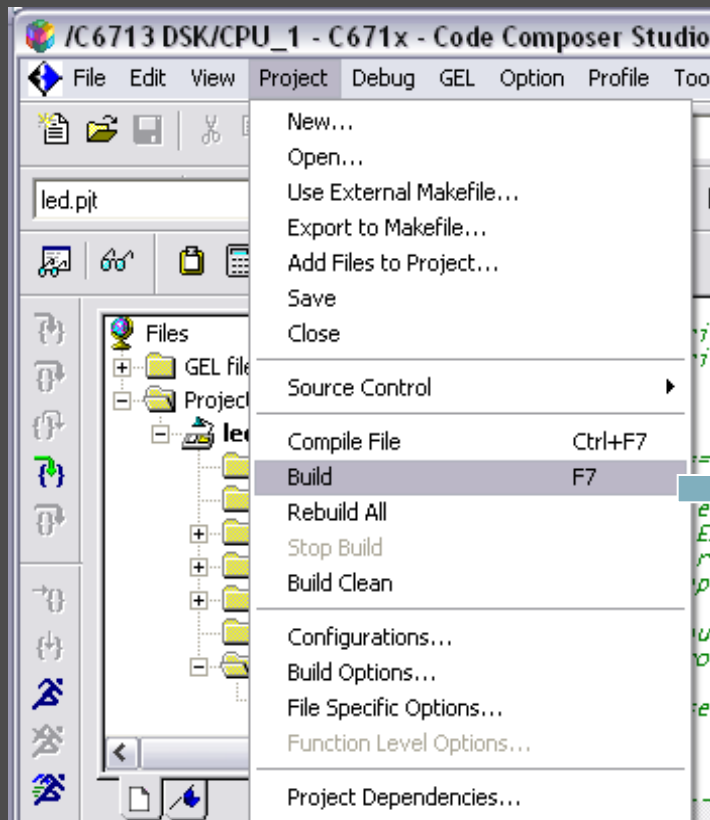 /C6713 DSK/CPU_1 - C671x - Code Composer Studio
File Edit View Project Debug GEL Option Profile Too
New...
Open...
Use External Makefile...
led.pjt
Export to Makefile...
Add Files to Project...
Save
Files
Close
GEL file
Source Control
Project
led
Compile File Ctrl+F7
Build F7
Rebuild All
Stop Build
Build Clean
Configurations...
Build Options...
File Specific Options...
Function Level Options...
Project Dependencies...